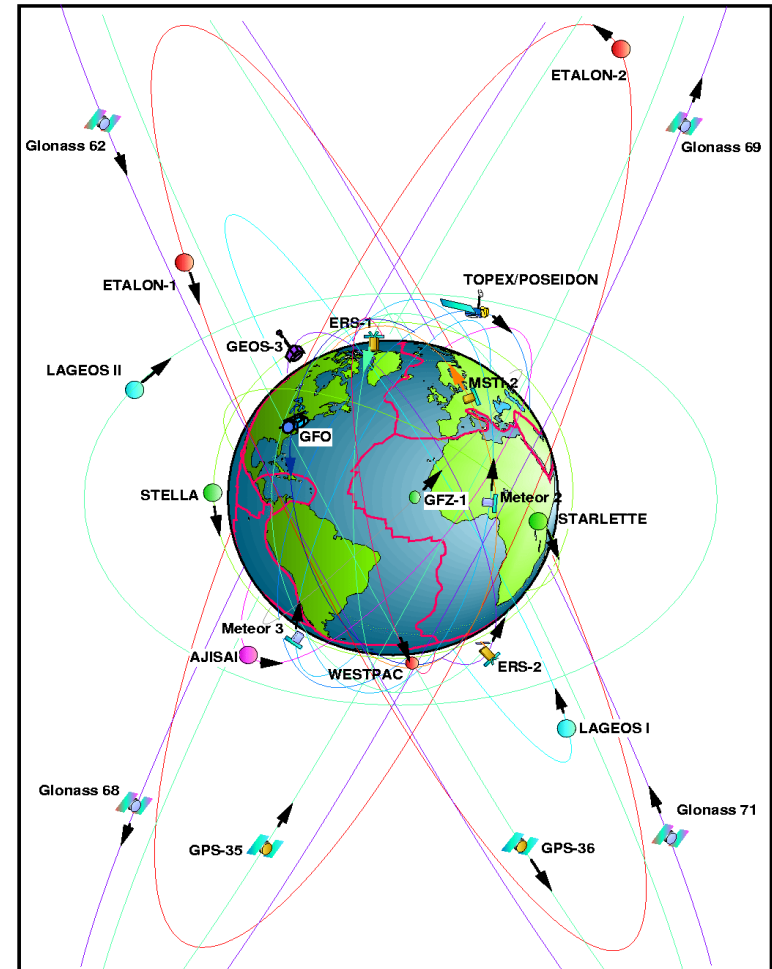 ETALON-2
Glonass 62
Glonass 69
ETALON-1
TOPEX/POSEIDON
ERS-1
GEOS-3
LAGEOS II
MSTI-2
GFO
STELLA
GFZ-1
Meteor 2
STARLETTE
Meteor 3
AJISAI
WESTPAC
ERS-2
LAGEOS I
Glonass 68
Glonass 71
GPS-35
GPS-36